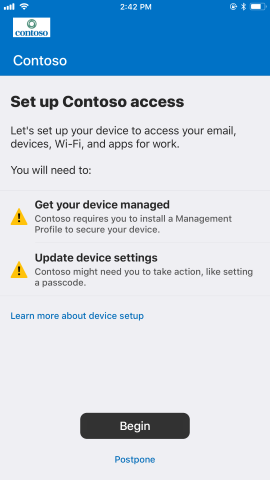 2:42 PM
contoso
Contoso
Set up Contoso access
Let's set up your device to access your email,
devices, Wi-Fi, and apps for work.
You will need to:
Get your device managed
Contoso requires you to install a Management
Profile to secure your device.
Update device settings
Contoso might need you to take action, like setting
a passcode.
Learn more about device setup
Begin
Postpone